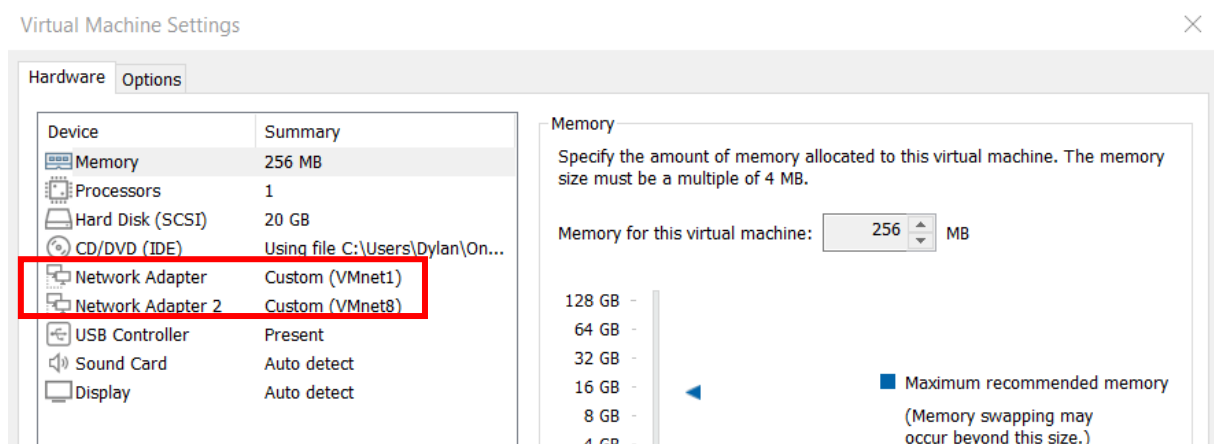 Virtual Machine Settings
Hardware Options
Device Summary
Memory 256 MB
Processors 1
Hard Disk (SCSI) 20 GB
CD/DVD (IDE) Using file C:\Users\Dylan\On...
Network Adapter Custom (VMnet1)
Network Adapter 2 Custom (VMnet8)
USB Controller Present
Sound Card Auto detect
Display Auto detect
Memory
Specify the amount of memory allocated to this virtual machine. The memory
size must be a multiple of 4 MB.
Memory for this virtual machine: 256 MB
128 GB
64 GB
32 GB
16 GB
8 GB
4 GB
Maximum recommended memory
(Memory swapping may
occur beyond this size.)